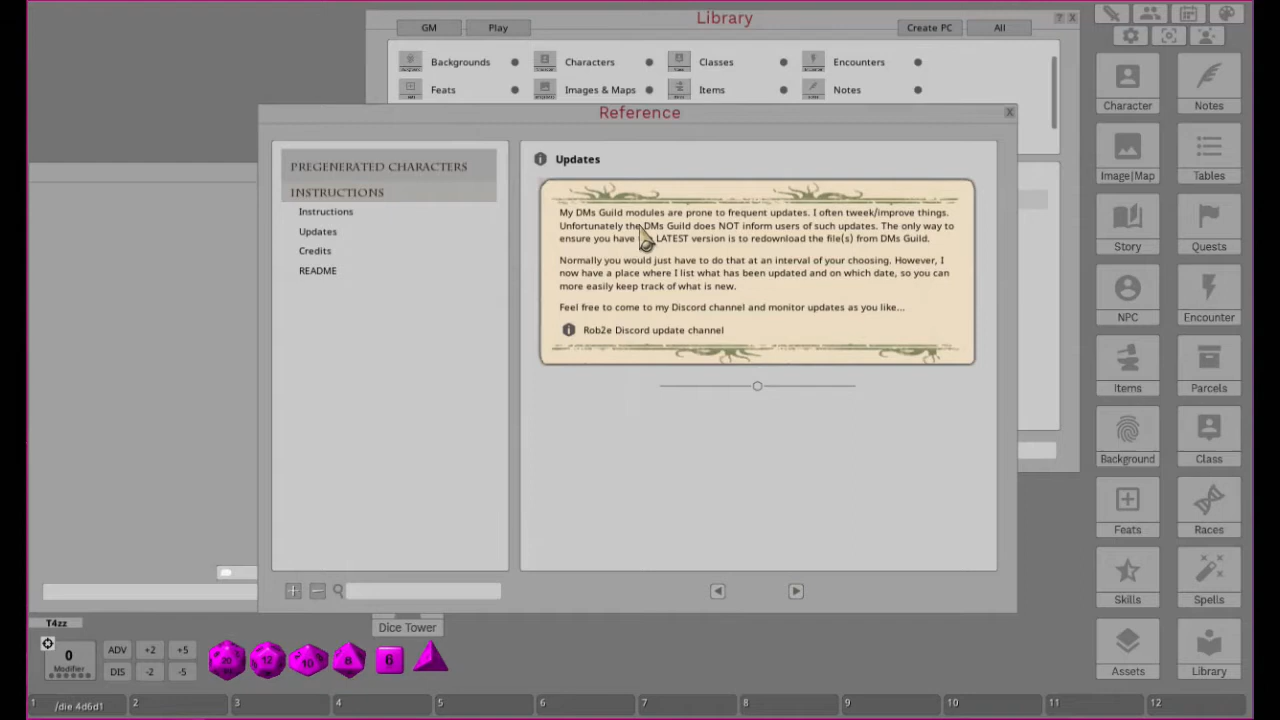 Library
? X
GM Play Create PC All
Backgrounds Characters Classes Encounters
Feats Images & Maps Items Notes
Reference
X
PREGENERATED CHARACTERS
INSTRUCTIONS
Instructions
Updates
Credits
README
Updates
My DMs Guild modules are prone to frequent updates. I often tweek/improve things.
Unfortunately the DMs Guild does NOT inform users of such updates. The only way to
ensure you have LATEST version is to redownload the file(s) from DMs Guild.
Normally you would just have to do that at an interval of your choosing. However, I
now have a place where I list what has been updated and on which date, so you can
more easily keep track of what is new.
Feel free to come to my Discord channel and monitor updates as you like...
Rob2e Discord update channel
Character Notes
Image|Map Tables
Story Quests
NPC Encounter
Items Parcels
Background Class
Feats Races
Skills Spells
Assets Library
T4zz
0
Modifier
ADV +2 +5
DIS -2 -5
Dice Tower
20 12 10 8 6
1 /die 4d6d1 2 3 4 5 6 7 8 9 10 11 12